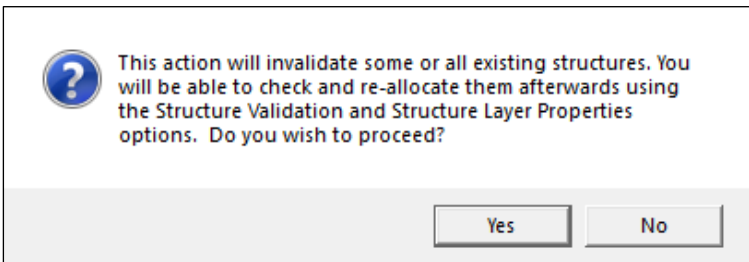 This action will invalidate some or all existing structures. You
will be able to check and re-allocate them afterwards using
the Structure Validation and Structure Layer Properties
options.  Do you wish to proceed?
Yes
No